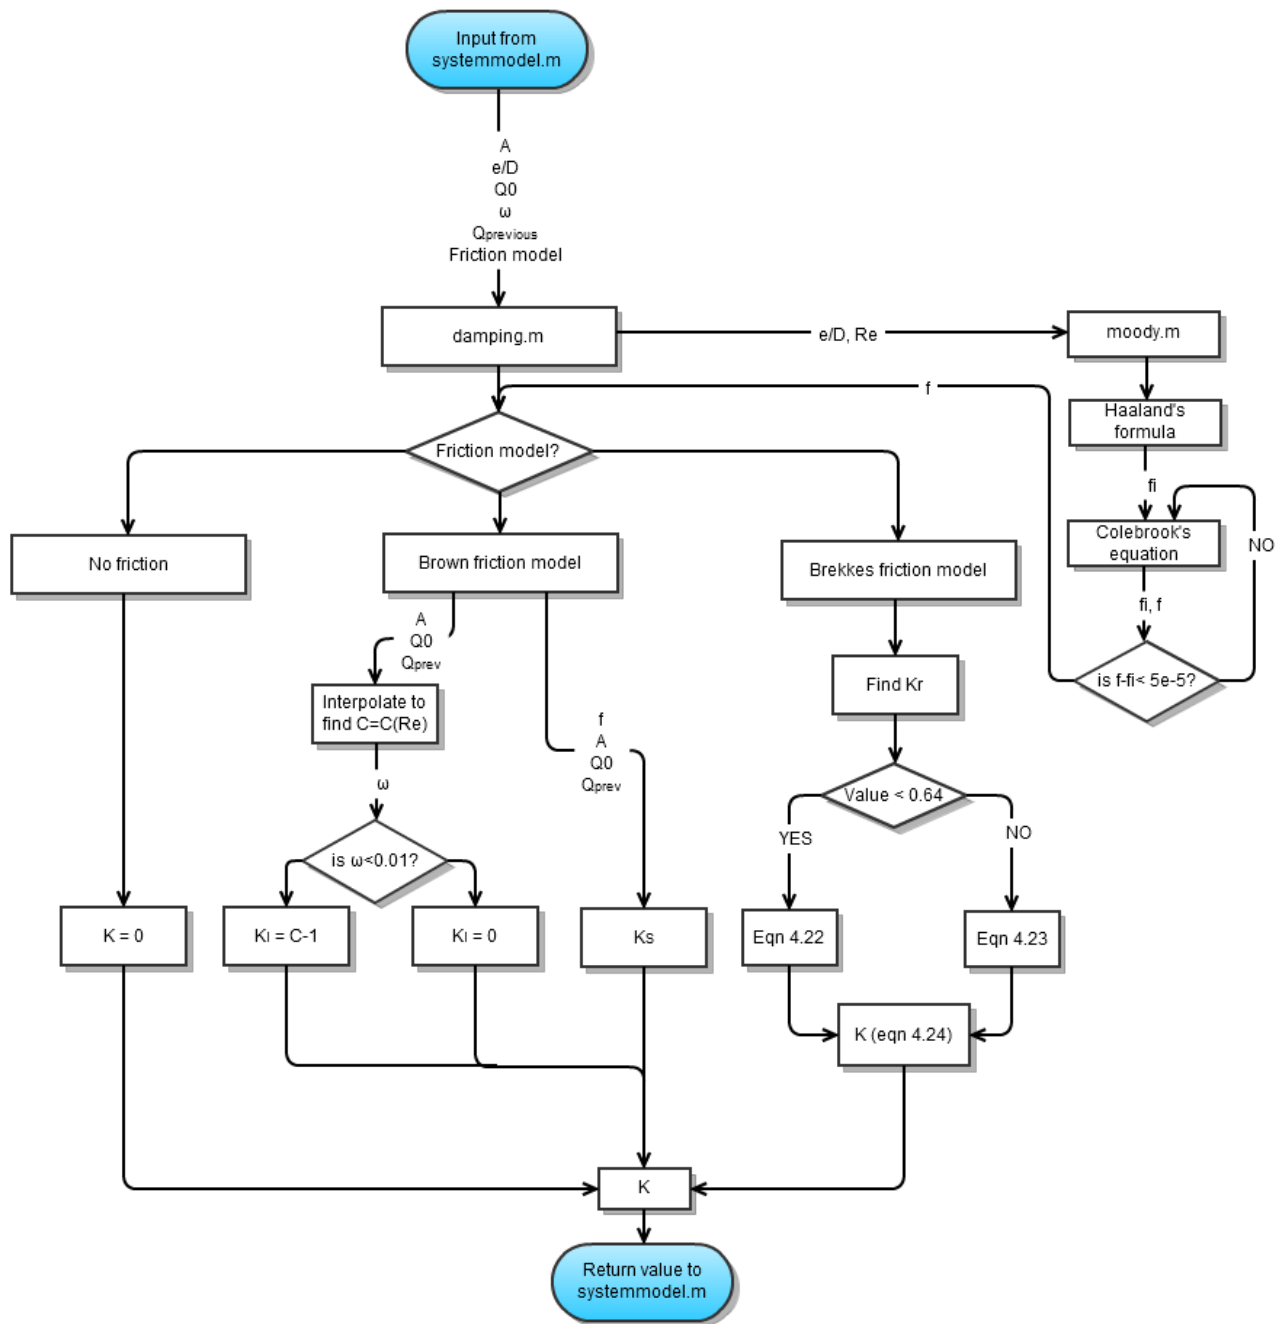 Input from
systemmodel.m
A
e/D
Q0
ω
Qprevious
Friction model
damping.m
e/D, Re
moody.m
f
Haaland's
formula
Friction model?
fi
Colebrook's
equation
NO
No friction
Brown friction model
Brekkes friction model
fi, f
A
Q0
Qprev
is f-fi< 5e-5?
Find Kr
Interpolate to
find C=C(Re)
f
A
Q0
Qprev
ω
Value < 0.64
YES
NO
is ω<0.01?
K = 0
Kl = C-1
Kl = 0
Ks
Eqn 4.22
Eqn 4.23
K (eqn 4.24)
K
Return value to
systemmodel.m